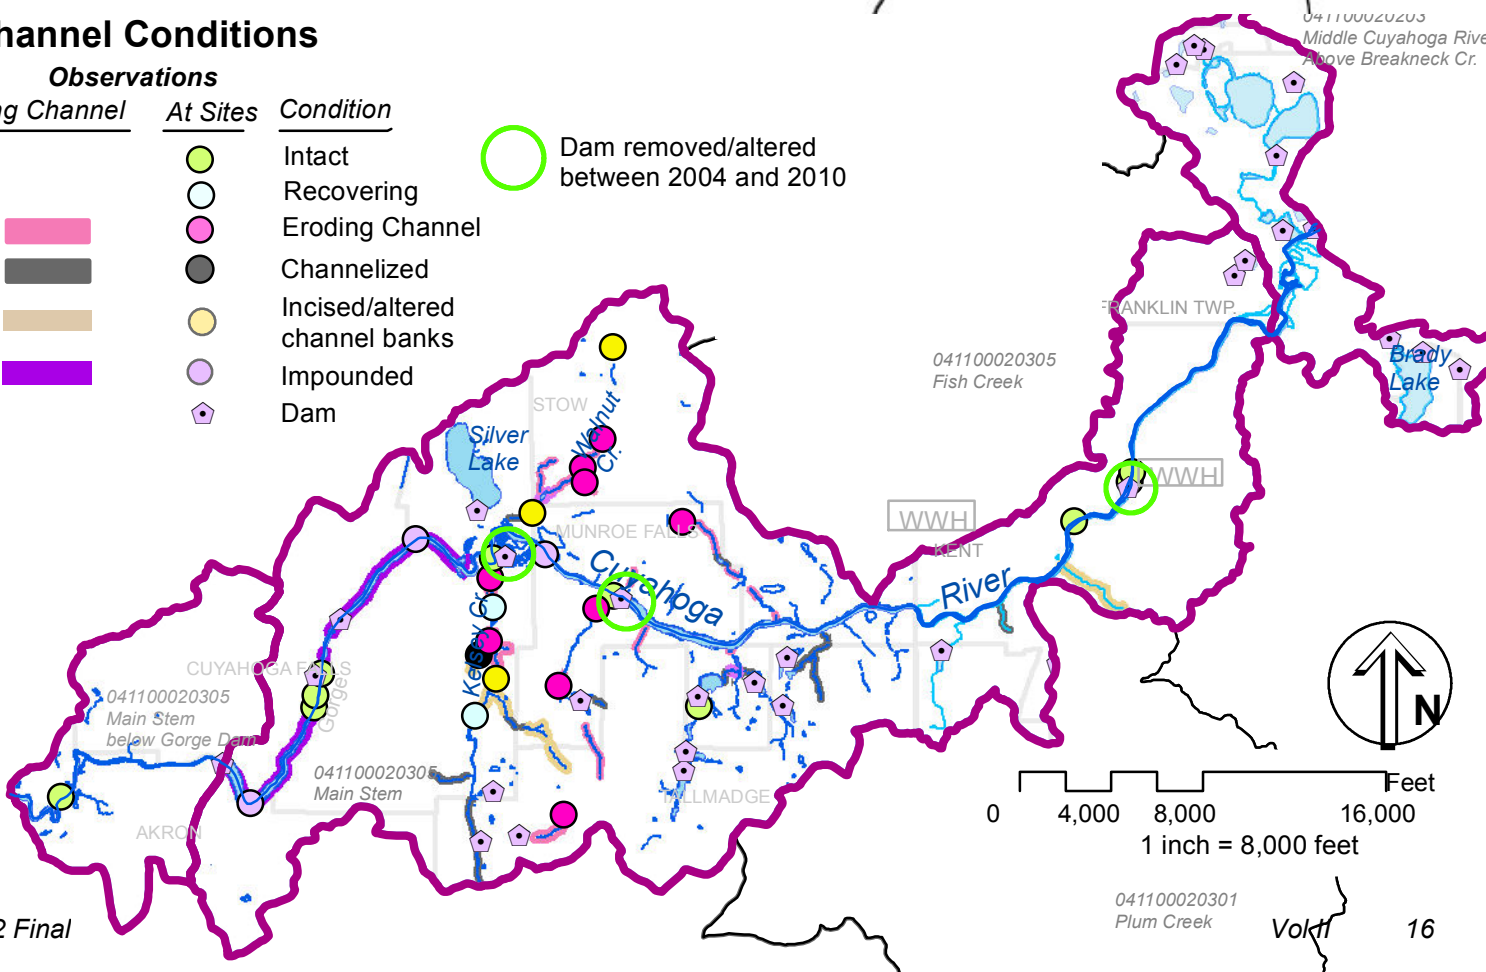 hannel Conditions
Observations
ng Channel
At Sites
Condition
Intact
Recovering
Eroding Channel
Channelized
Incised/altered
channel banks
Impounded
Dam
Dam removed/altered
between 2004 and 2010
041100020203
Middle Cuyahoga Rive
Above Breakneck Cr.
FRANKLIN TWP.
Brady
Lake
041100020305
Fish Creek
STOW
Walnut
Cr.
Silver
Lake
WWH
WWH
MUNROE FALLS
KENT
Cuyahoga
River
CUYAHOGA FALLS
Gorge
041100020305
Main Stem
below Gorge Dam
041100020305
Main Stem
TALLMADGE
AKRON
N
Feet
0 4,000 8,000 16,000
1 inch = 8,000 feet
041100020301
Plum Creek
2 Final
Vol II 16